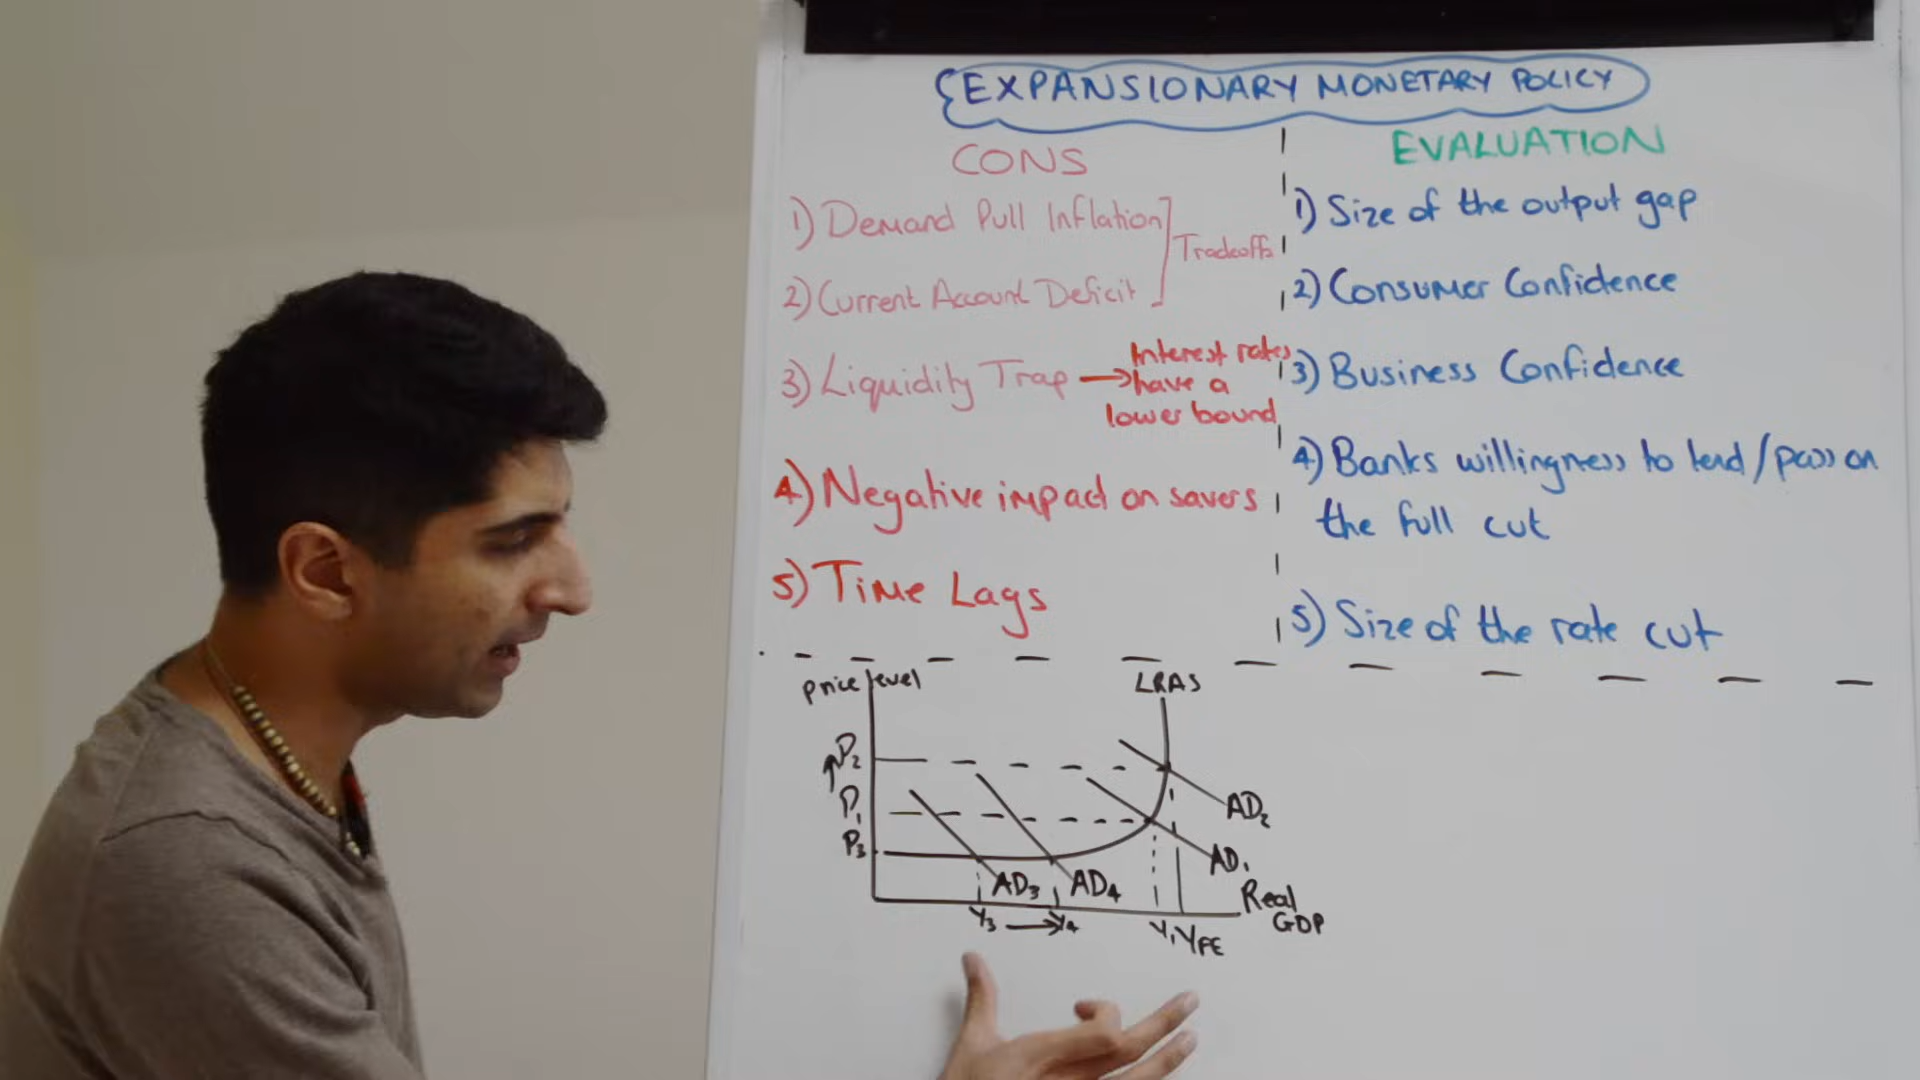 EXPANSIONARY MONETARY POLICY
CONS
1) Demand Pull Inflation
2) Current Account Deficit
Tradeoffs
3) Liquidity Trap → Interest rates
have a
lower bound
4) Negative impact on savers
5) Time Lags
EVALUATION
1) Size of the output gap
2) Consumer Confidence
3) Business Confidence
4) Banks willingness to lend/pass on
the full cut
5) Size of the rate cut
price level
LRAS
P2
P1
P3
AD2
AD1
AD3
AD4
Real
GDP
Y3 → Y4
Y1 YFE